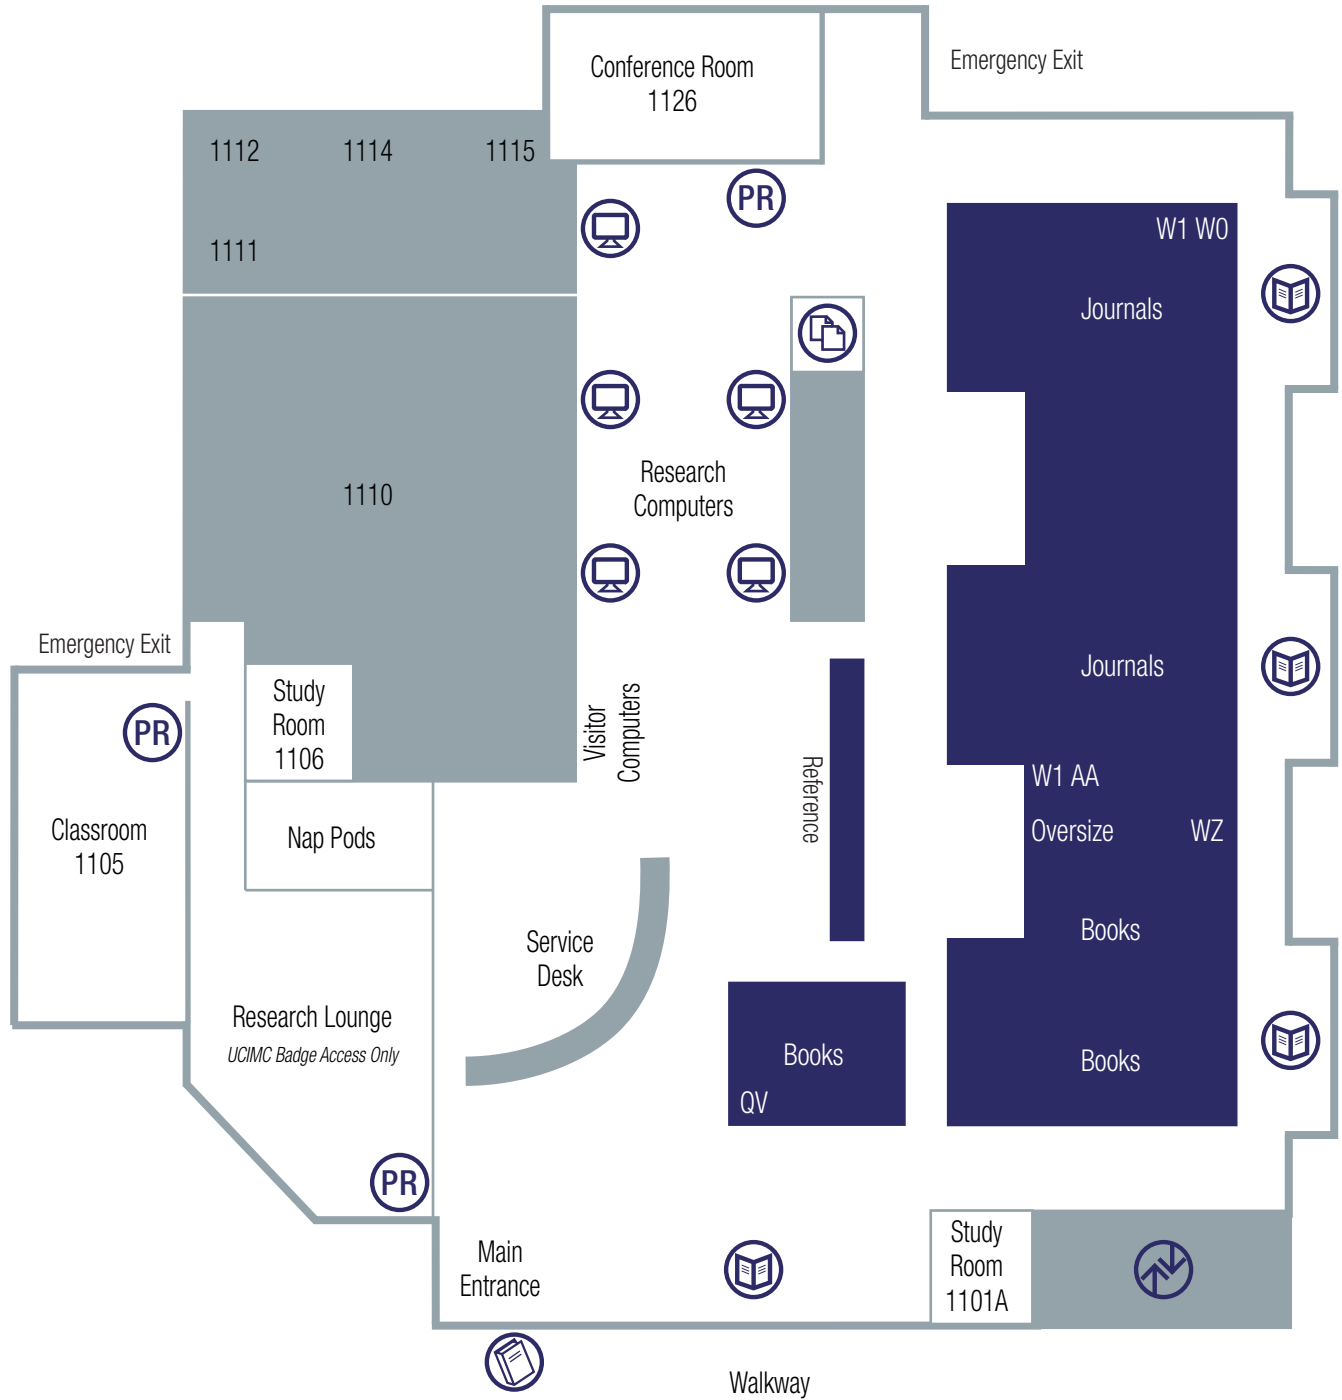 Conference Room
1126
Emergency Exit
1112
1114
1115
PR
W1 W0
1111
Journals
Research
Computers
1110
Emergency Exit
Study
Room
1106
Journals
Visitor
Computers
PR
Reference
W1 AA
Classroom
1105
Nap Pods
Oversize
WZ
Books
Service
Desk
Research Lounge
UCIMC Badge Access Only
Books
QV
Books
PR
Main
Entrance
Study
Room
1101A
Walkway